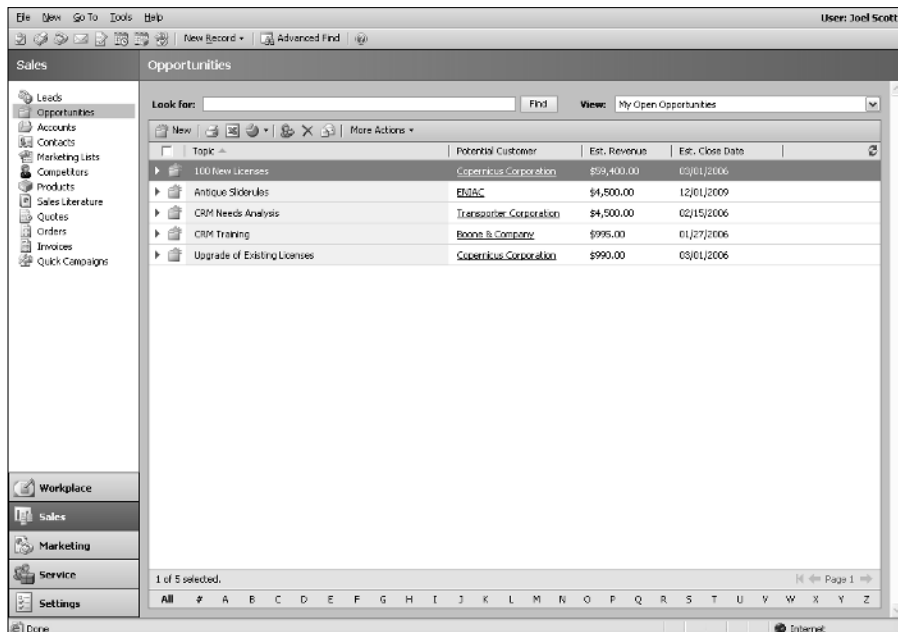 File New Go To Tools Help User: Joel Scott
New Record Advanced Find
Sales
Opportunities
Leads
Opportunities
Accounts
Contacts
Marketing Lists
Competitors
Products
Sales Literature
Quotes
Orders
Invoices
Quick Campaigns
Look for: Find View: My Open Opportunities
New More Actions
Topic Potential Customer Est. Revenue Est. Close Date
100 New Licenses Copernicus Corporation $59,400.00 03/01/2006
Antique Sliderules ENIAC $4,500.00 12/01/2009
CRM Needs Analysis Transporter Corporation $4,500.00 02/15/2006
CRM Training Boone & Company $995.00 01/27/2006
Upgrade of Existing Licenses Copernicus Corporation $990.00 03/01/2006
Workplace
Sales
Marketing
Service
Settings
1 of 5 selected. Page 1
All # A B C D E F G H I J K L M N O P Q R S T U V W X Y Z
Done Internet